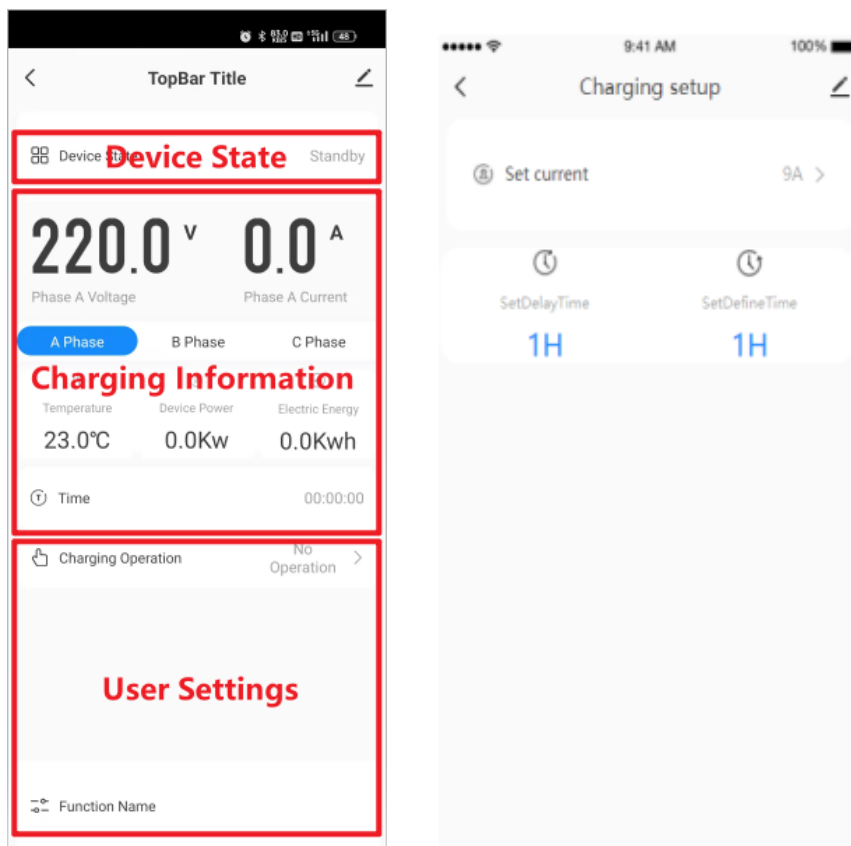 48
TopBar Title
Device State
Device State
Standby
220.0 V
0.0 A
Phase A Voltage
Phase A Current
A Phase
B Phase
C Phase
Charging Information
Temperature
Device Power
Electric Energy
23.0℃
0.0Kw
0.0Kwh
Time
00:00:00
Charging Operation
No
Operation
User Settings
Function Name
9:41 AM
100%
Charging setup
Set current
9A
SetDelayTime
SetDefineTime
1H
1H